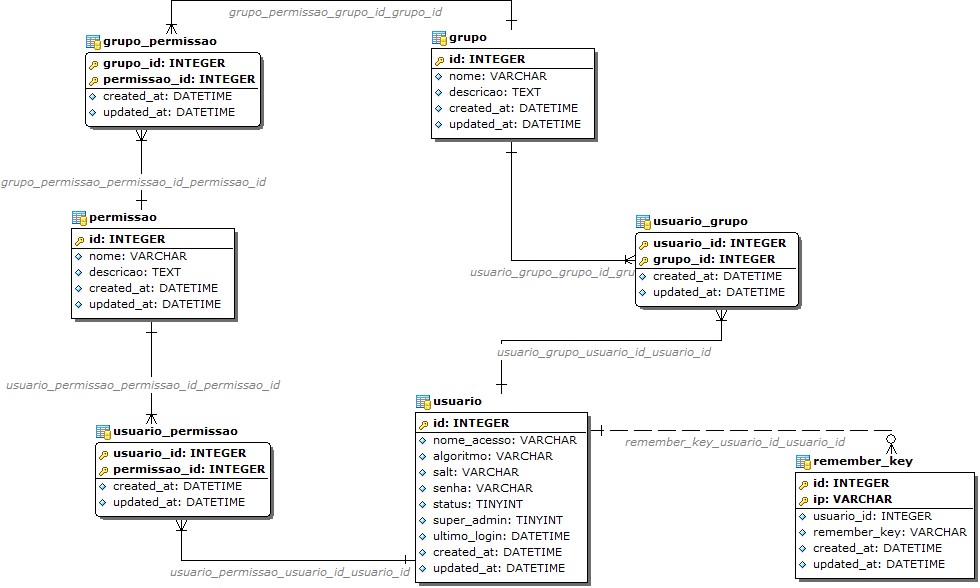 grupo_permissao_grupo_id_grupo_id
grupo_permissao
grupo_id: INTEGER
permissao_id: INTEGER
created_at: DATETIME
updated_at: DATETIME
grupo
id: INTEGER
nome: VARCHAR
descricao: TEXT
created_at: DATETIME
updated_at: DATETIME
grupo_permissao_permissao_id_permissao_id
permissao
id: INTEGER
nome: VARCHAR
descricao: TEXT
created_at: DATETIME
updated_at: DATETIME
usuario_grupo
usuario_id: INTEGER
grupo_id: INTEGER
created_at: DATETIME
updated_at: DATETIME
usuario_grupo_grupo_id_gru
usuario_grupo_usuario_id_usuario_id
usuario_permissao_permissao_id_permissao_id
usuario_permissao
usuario_id: INTEGER
permissao_id: INTEGER
created_at: DATETIME
updated_at: DATETIME
usuario
id: INTEGER
nome_acesso: VARCHAR
algoritmo: VARCHAR
salt: VARCHAR
senha: VARCHAR
status: TINYINT
super_admin: TINYINT
ultimo_login: DATETIME
created_at: DATETIME
updated_at: DATETIME
remember_key_usuario_id_usuario_id
remember_key
id: INTEGER
ip: VARCHAR
usuario_id: INTEGER
remember_key: VARCHAR
created_at: DATETIME
updated_at: DATETIME
usuario_permissao_usuario_id_usuario_id